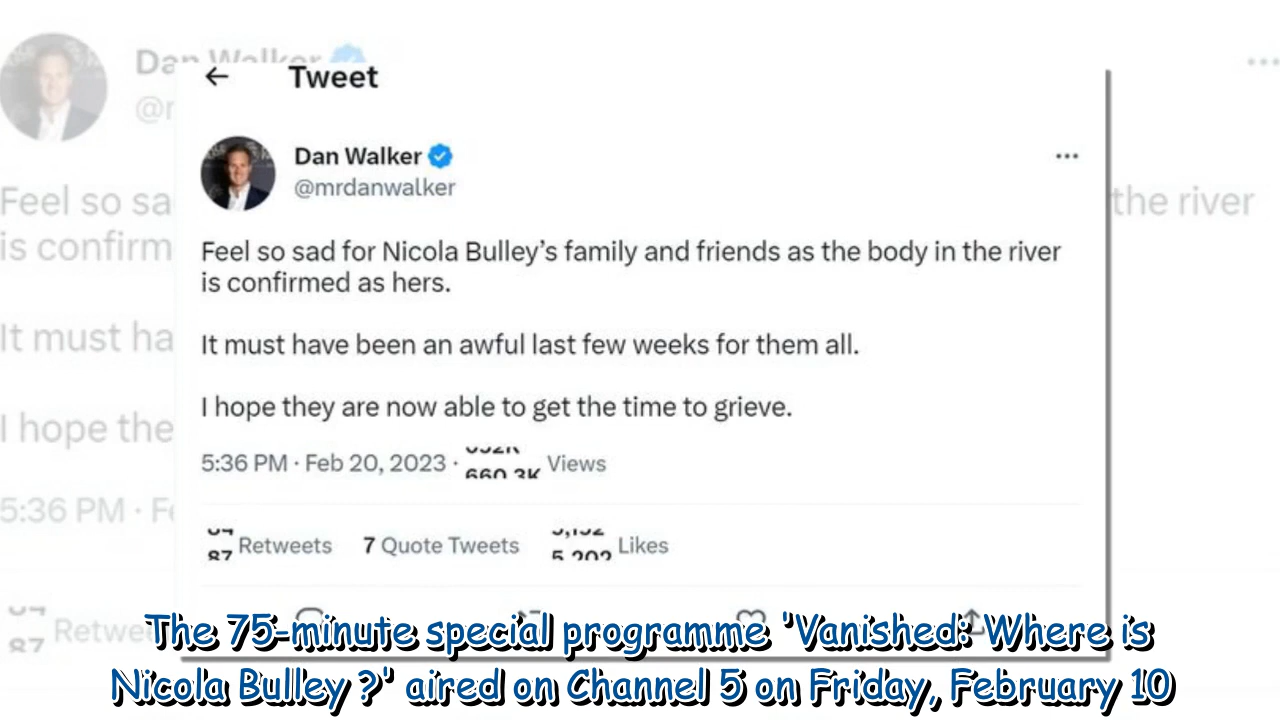 Tweet
Dan Walker
@mrdanwalker
Feel so sad for Nicola Bulley’s family and friends as the body in the river
is confirmed as hers.
It must have been an awful last few weeks for them all.
I hope they are now able to get the time to grieve.
5:36 PM · Feb 20, 2023 · Views
Retweets 7 Quote Tweets Likes
The 75-minute special programme 'Vanished: Where is
Nicola Bulley ?' aired on Channel 5 on Friday, February 10